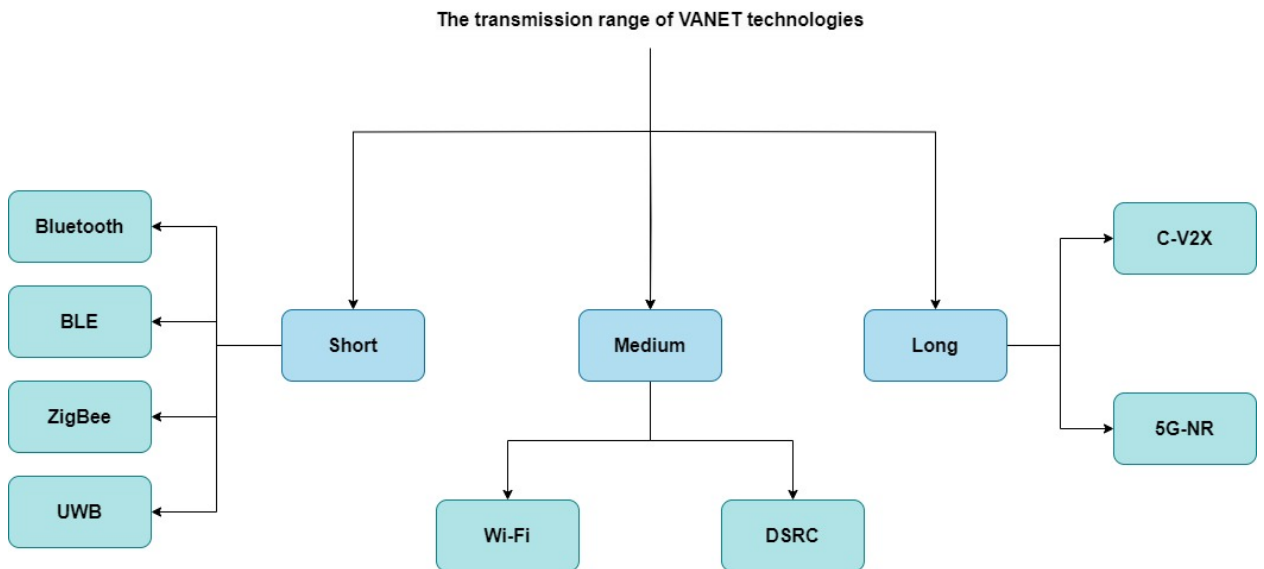 The transmission range of VANET technologies
Short
Medium
Long
Bluetooth
BLE
ZigBee
UWB
Wi-Fi
DSRC
C-V2X
5G-NR